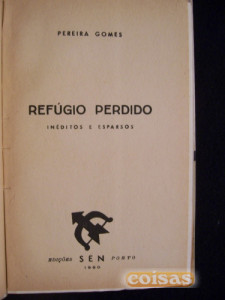 PEREIRA GOMES
REFÚGIO PERDIDO
INÉDITOS E ESPARSOS
EDIÇÕES SEN PORTO
coisas